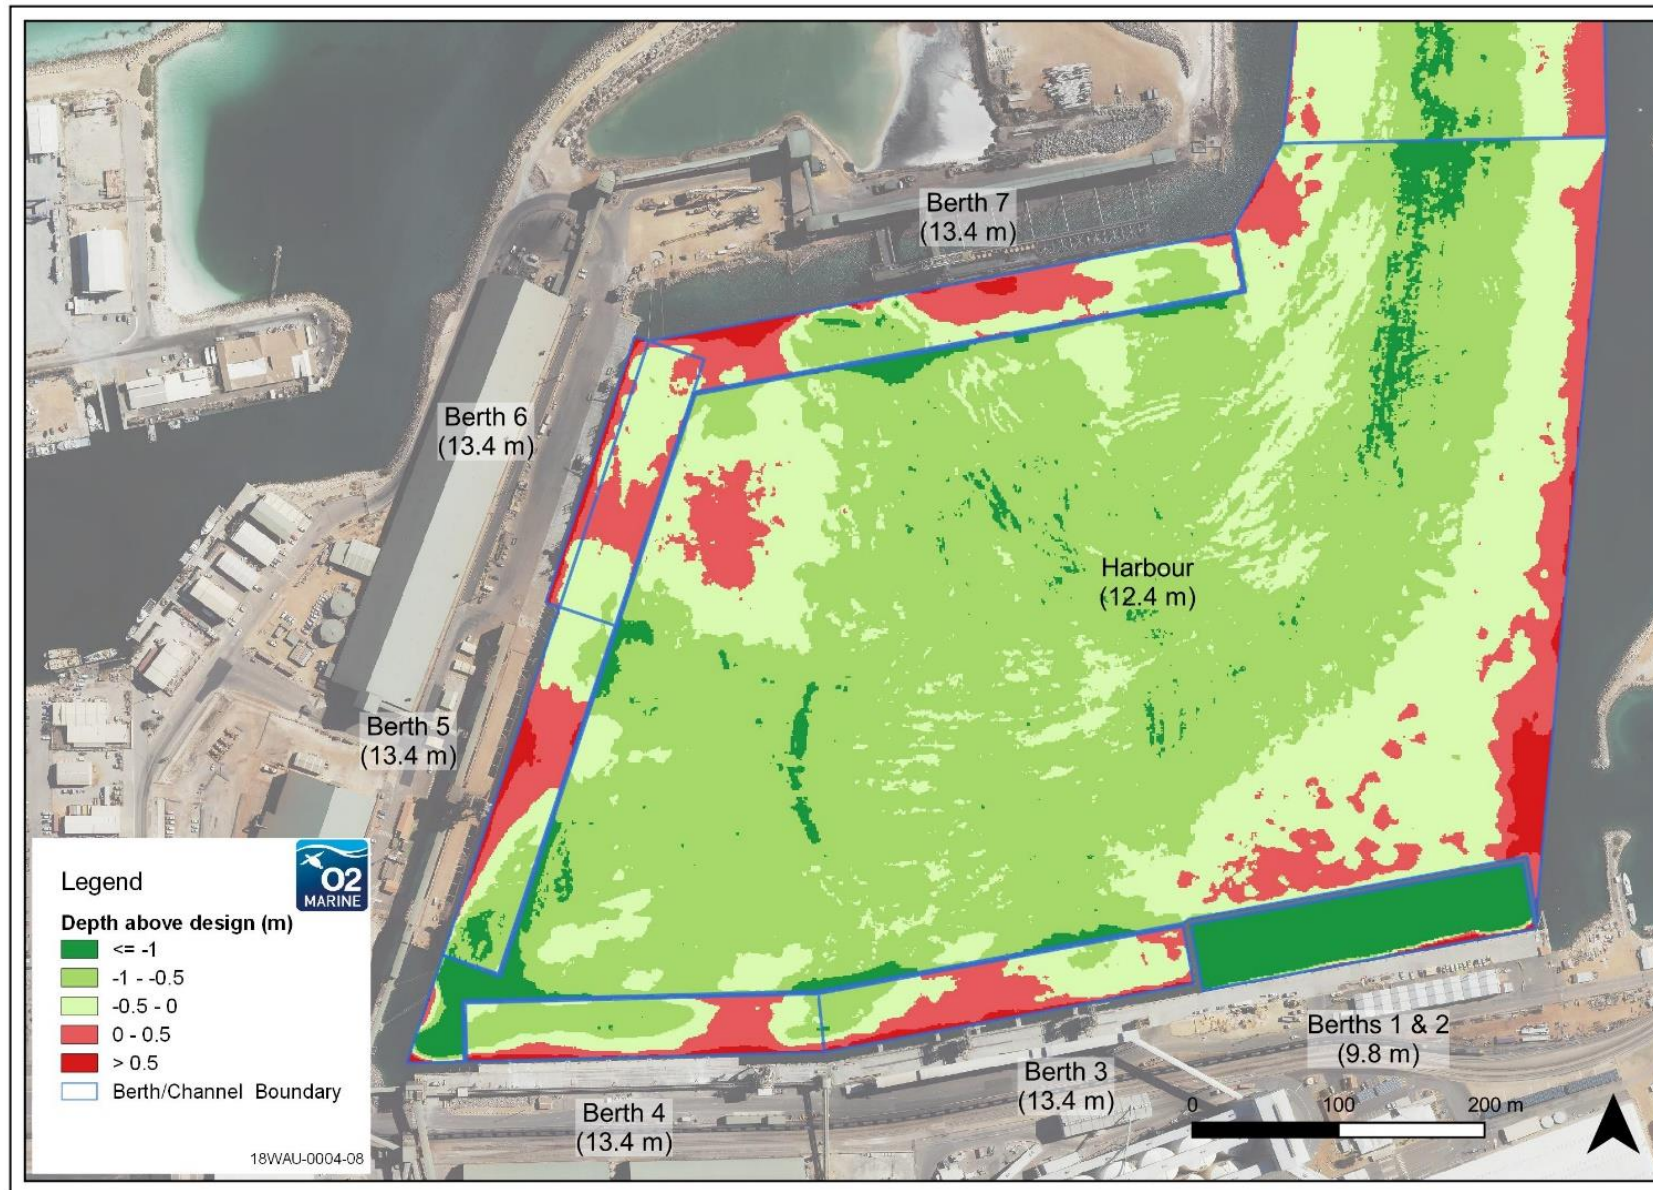 Berth 7
(13.4 m)
Berth 6
(13.4 m)
Harbour
(12.4 m)
Berth 5
(13.4 m)
Legend
O2
MARINE
Depth above design (m)
<= -1
-1 - -0.5
-0.5 - 0
0 - 0.5
> 0.5
Berth/Channel Boundary
18WAU-0004-08
Berths 1 & 2
(9.8 m)
Berth 3
(13.4 m)
Berth 4
(13.4 m)
0 100 200 m